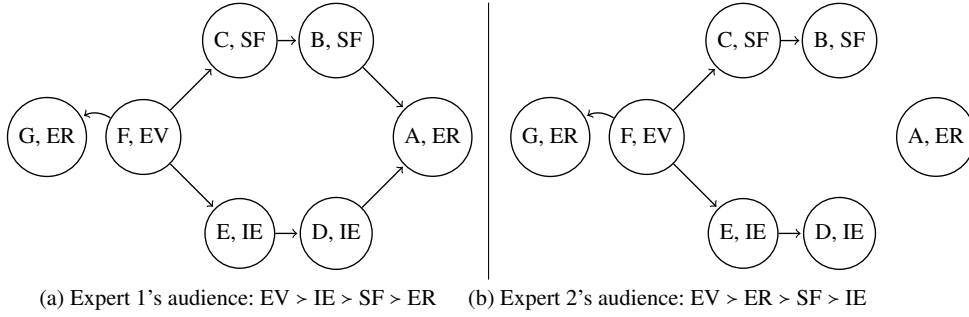 C, SF
B, SF
G, ER
F, EV
A, ER
E, IE
D, IE
(a) Expert 1's audience: EV > IE > SF > ER
C, SF
B, SF
G, ER
F, EV
A, ER
E, IE
D, IE
(b) Expert 2's audience: EV > ER > SF > IE